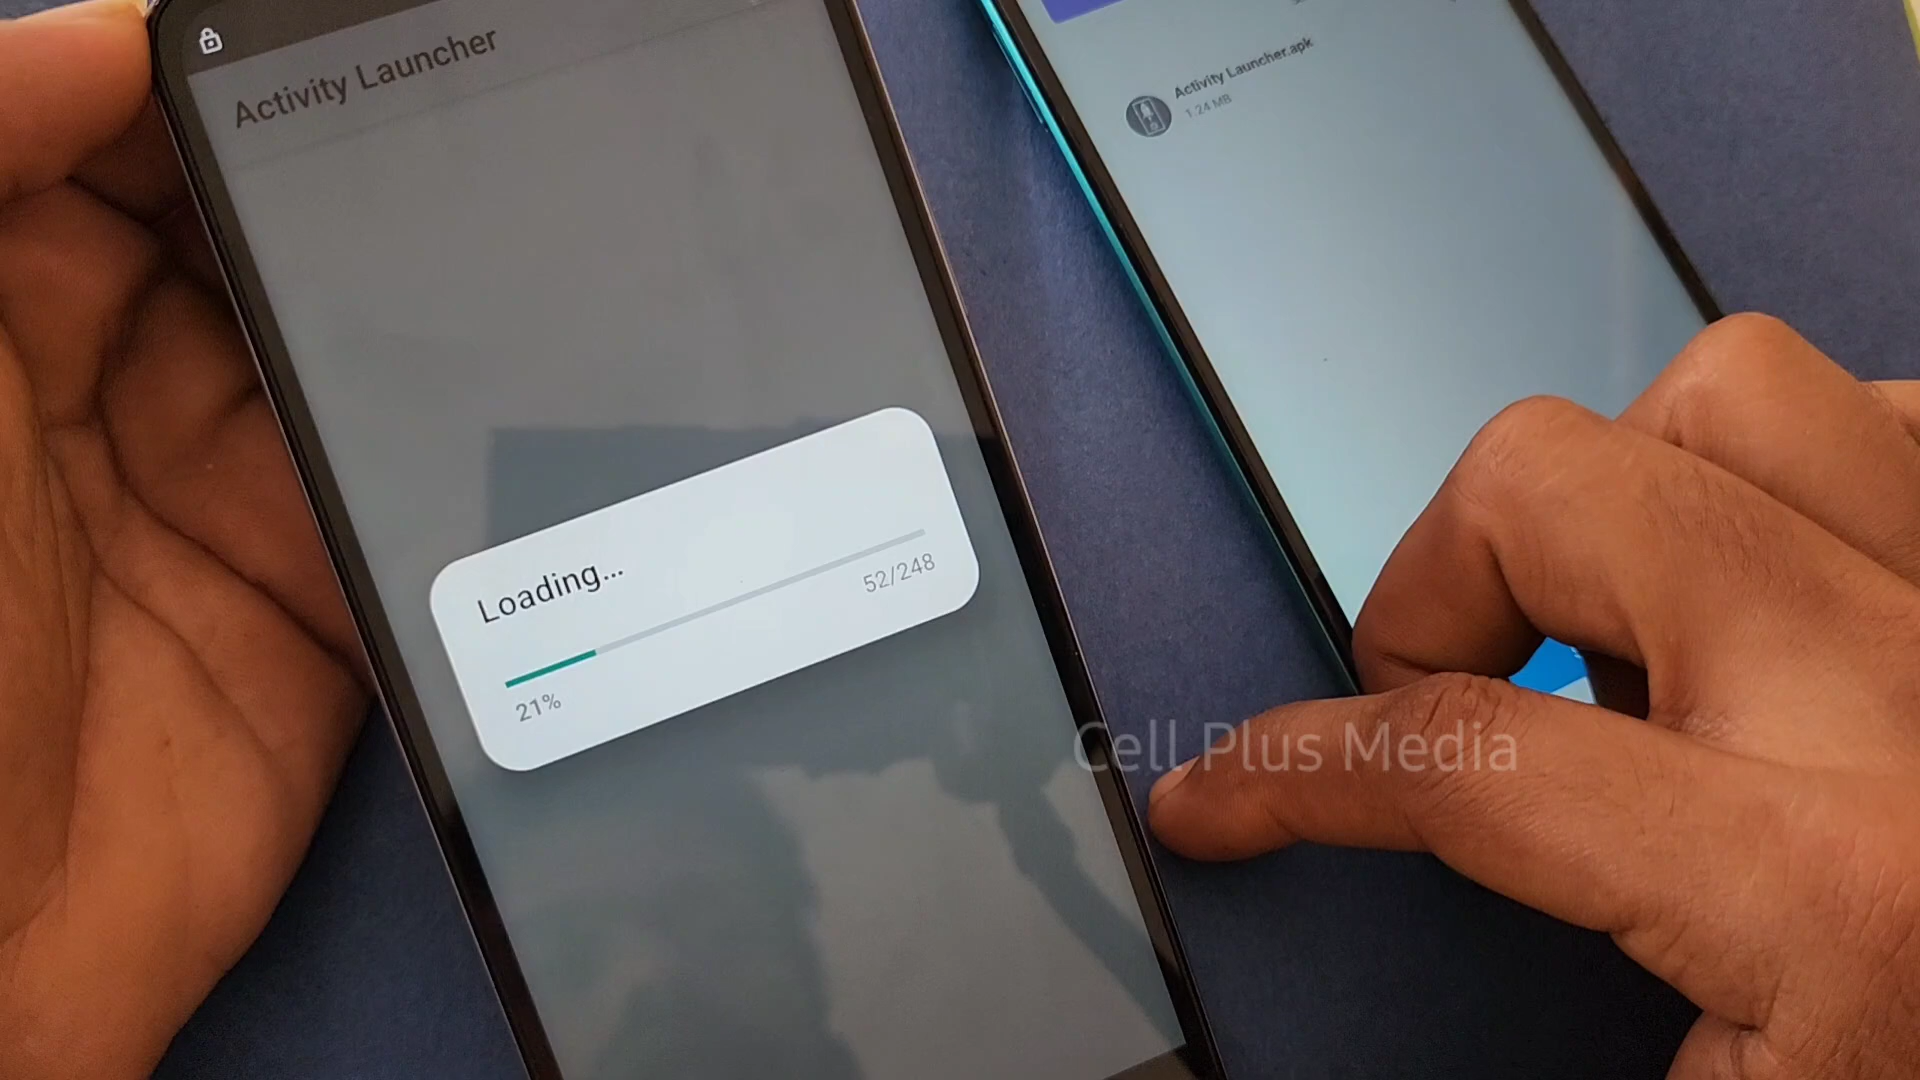 Activity Launcher
Loading...
52/248
21%
Activity Launcher.apk
1.24 MB
Cell Plus Media